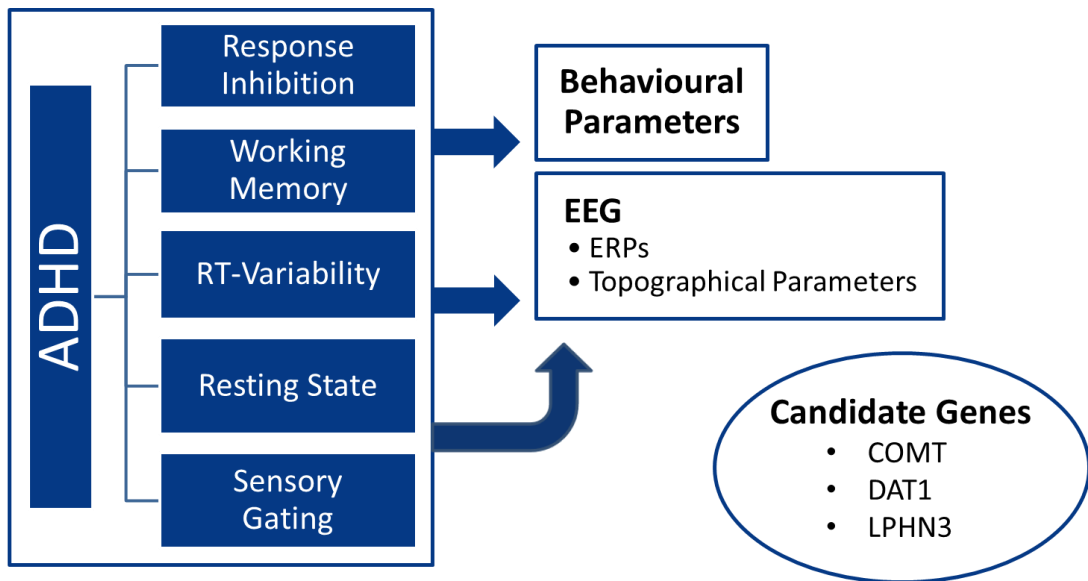 ADHD
Response
Inhibition
Working
Memory
RT-Variability
Resting State
Sensory
Gating
Behavioural
Parameters
EEG
• ERPs
• Topographical Parameters
Candidate Genes
• COMT
• DAT1
• LPHN3